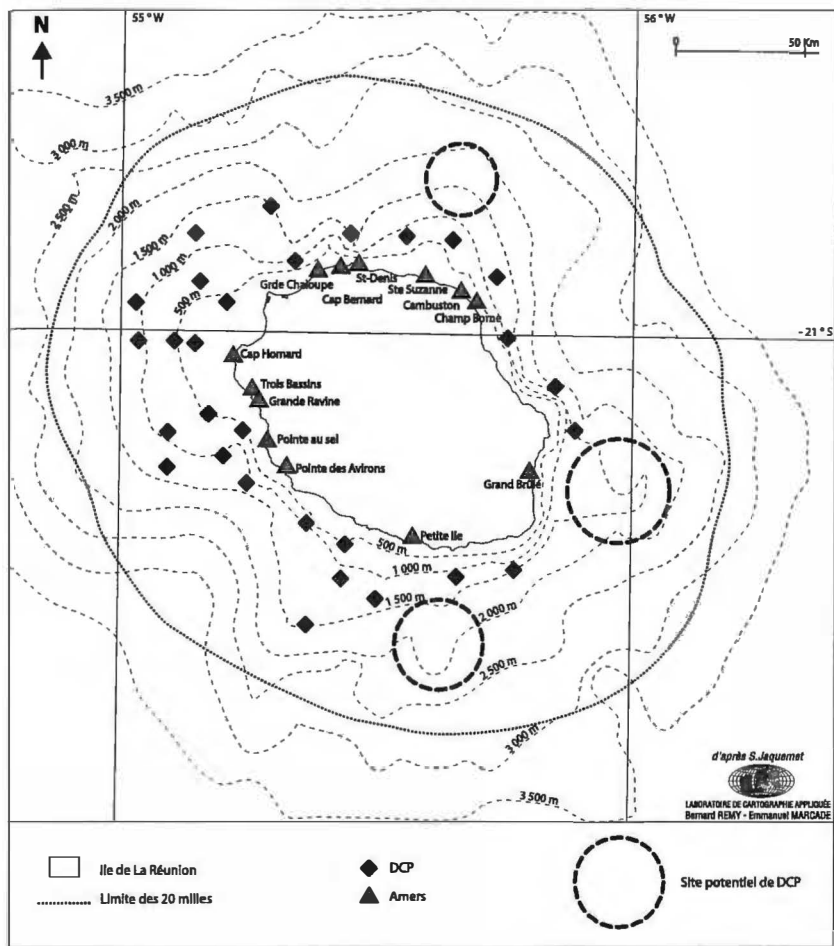 55 ° W
56 ° W
N
0
50 Km
3 500 m
3 000 m
2 500 m
2 000 m
1 500 m
1 000 m
500 m
Grde Chaloupe
Cap Bernard
St-Denis
Ste Suzanne
Cambuston
Champ Borne
- 21° S
Cap Homard
Trois Bassins
Grande Ravine
Pointe au sel
Pointe des Avirons
Grand Brûlé
Petite Ile
500 m
1 000 m
1 500 m
2 000 m
2 500 m
3 000 m
3 500 m
d'après S.Jaquemet
LABORATOIRE DE CARTOGRAPHIE APPLIQUÉE
Bernard REMY - Emmanuel MARCADE
Ile de La Réunion
Limite des 20 milles
DCP
Amers
Site potentiel de DCP